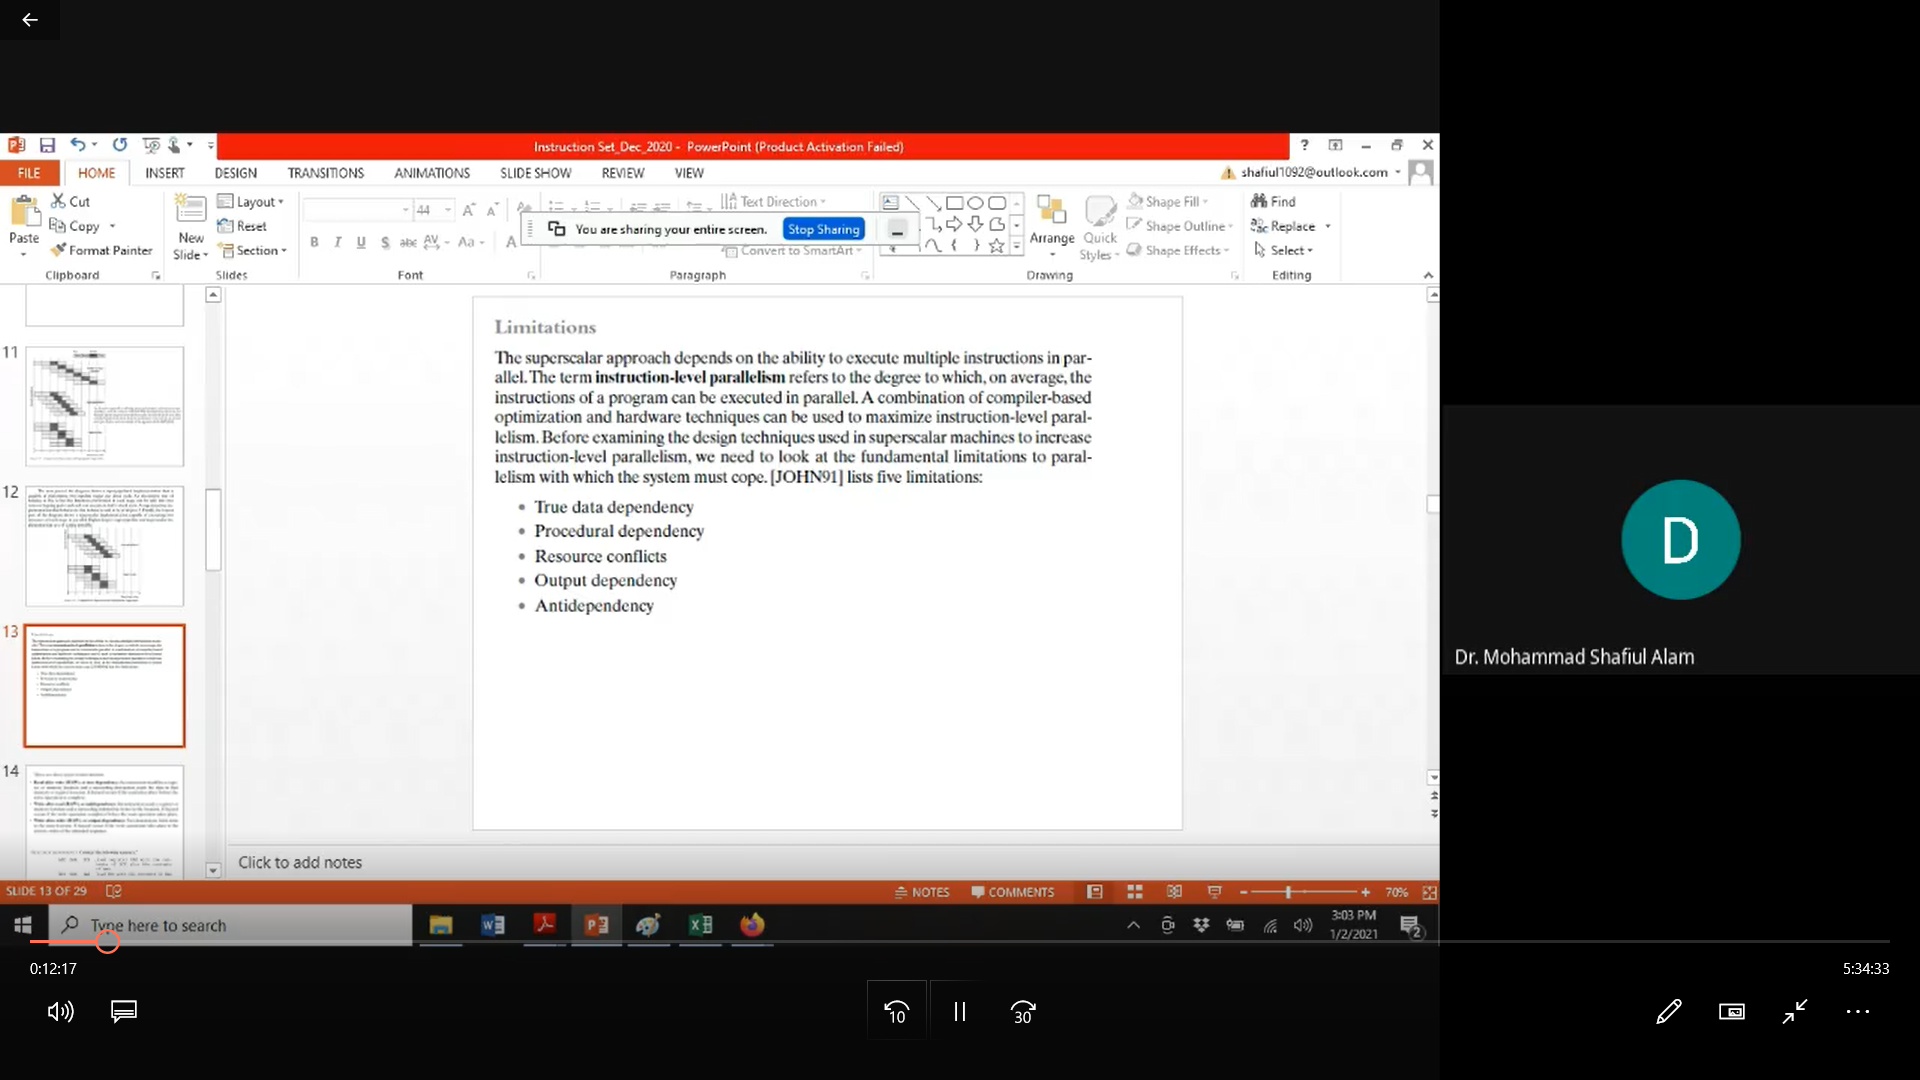 Instruction Set_Dec_2020 - PowerPoint (Product Activation Failed)
FILE HOME INSERT DESIGN TRANSITIONS ANIMATIONS SLIDE SHOW REVIEW VIEW
shafiul1092@outlook.com
Paste
Cut
Copy
Format Painter
Clipboard
New
Slide
Layout
Reset
Section
Slides
44
B I U S abc AV Aa A
Font
You are sharing your entire screen. Stop Sharing
Text Direction
Convert to SmartArt
Paragraph
Arrange
Quick
Styles
Shape Fill
Shape Outline
Shape Effects
Drawing
Find
Replace
Select
Editing
11
12
13
14
Limitations
The superscalar approach depends on the ability to execute multiple instructions in par-
allel. The term instruction-level parallelism refers to the degree to which, on average, the
instructions of a program can be executed in parallel. A combination of compiler-based
optimization and hardware techniques can be used to maximize instruction-level paral-
lelism. Before examining the design techniques used in superscalar machines to increase
instruction-level parallelism, we need to look at the fundamental limitations to paral-
lelism with which the system must cope. [JOHN91] lists five limitations:
• True data dependency
• Procedural dependency
• Resource conflicts
• Output dependency
• Antidependency
Click to add notes
SLIDE 13 OF 29
NOTES COMMENTS 70%
Type here to search
3:03 PM
1/2/2021
2
D
Dr. Mohammad Shafiul Alam
0:12:17
5:34:33
10
30